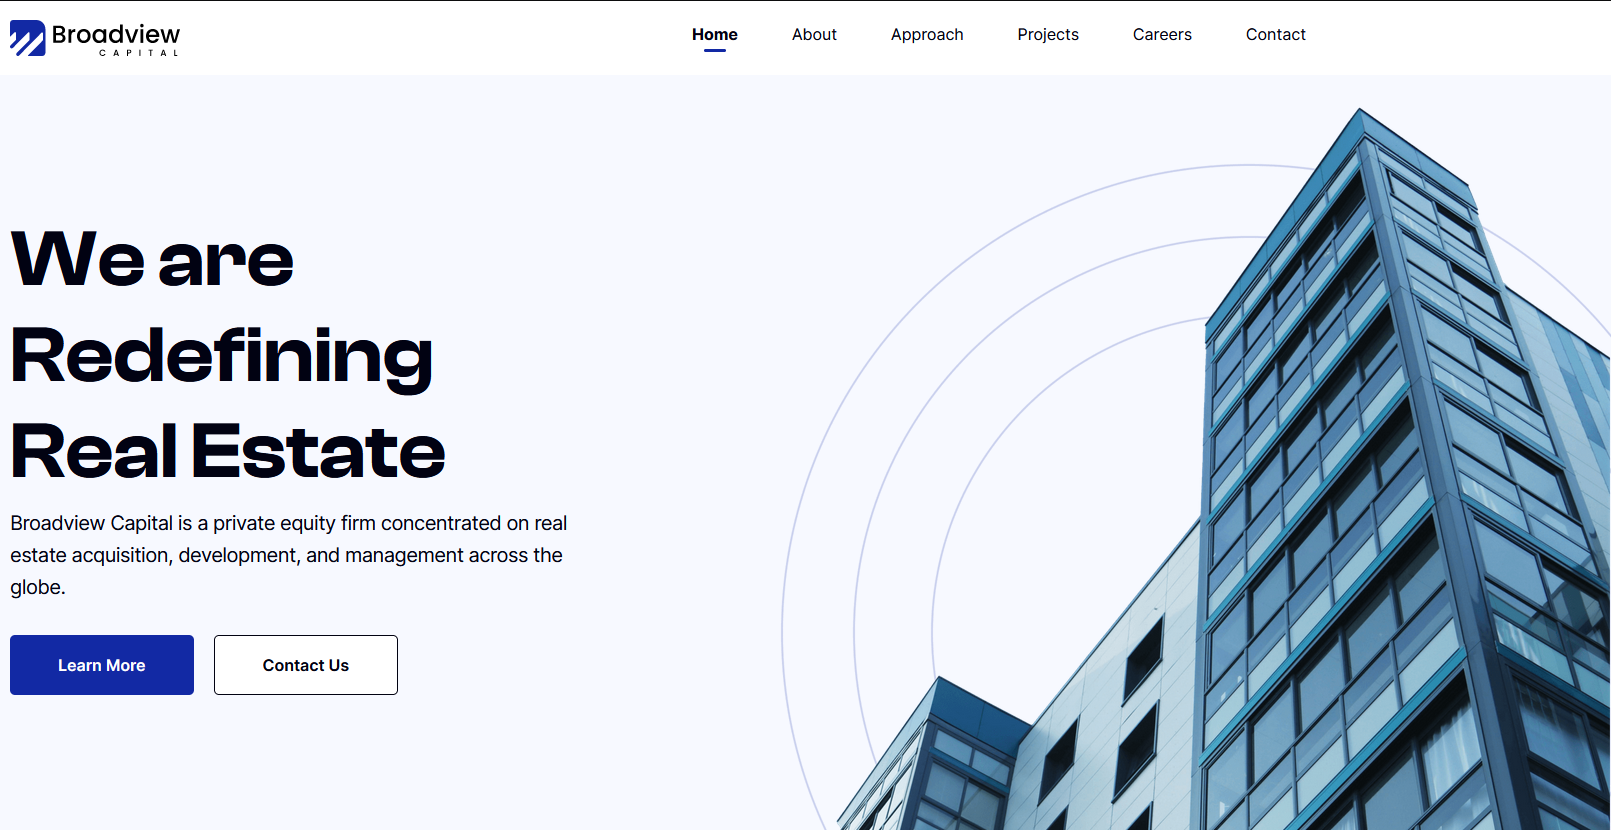 Broadview
CAPITAL
Home About Approach Projects Careers Contact
We are
Redefining
Real Estate
Broadview Capital is a private equity firm concentrated on real
estate acquisition, development, and management across the
globe.
Learn More Contact Us